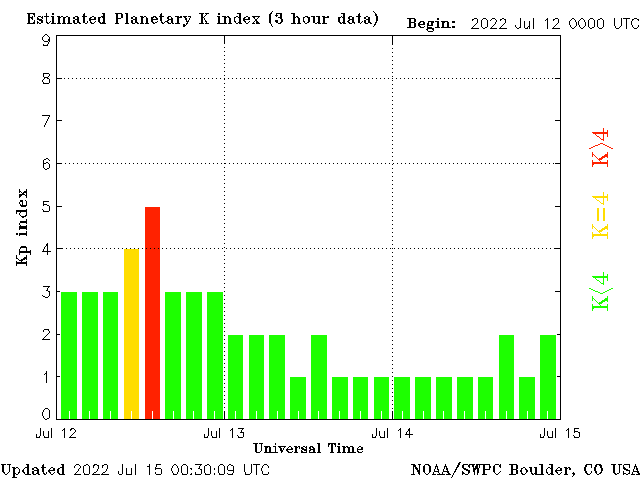 Estimated Planetary K index (3 hour data) Begin: 2022 Jul 12 0000 UTC
9
8
7
6
5
4
3
2
1
0
Kp index
K>4
K=4
K<4
Jul 12 Jul 13 Jul 14 Jul 15
Universal Time
Updated 2022 Jul 15 00:30:09 UTC NOAA/SWPC Boulder, CO USA